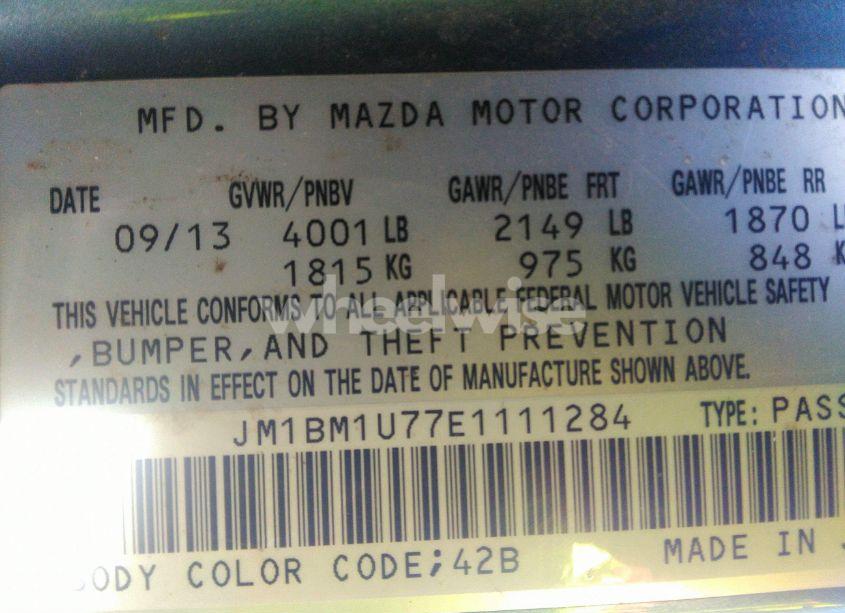 MFD. BY MAZDA MOTOR CORPORATION
DATE GVWR/PNBV GAWR/PNBE FRT GAWR/PNBE RR
09/13 4001 LB 2149 LB 1870
1815 KG 975 KG 848
THIS VEHICLE CONFORMS TO ALL APPLICABLE FEDERAL MOTOR VEHICLE SAFETY
wheelwise
,BUMPER,AND THEFT PREVENTION
STANDARDS IN EFFECT ON THE DATE OF MANUFACTURE SHOWN ABOVE.
JM1BM1U77E1111284 TYPE: PASS
BODY COLOR CODE;42B MADE IN